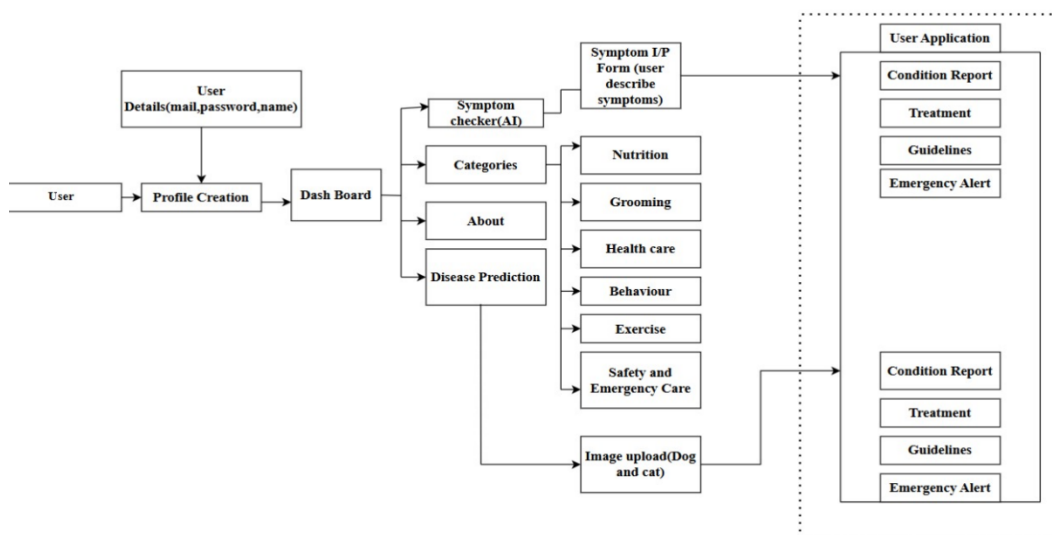 User
Details(mail,password,name)
User
Profile Creation
Dash Board
Symptom
checker(AI)
Categories
About
Disease Prediction
Symptom I/P
Form (user
describe
symptoms)
Nutrition
Grooming
Health care
Behaviour
Exercise
Safety and
Emergency Care
Image upload(Dog
and cat)
User Application
Condition Report
Treatment
Guidelines
Emergency Alert
Condition Report
Treatment
Guidelines
Emergency Alert